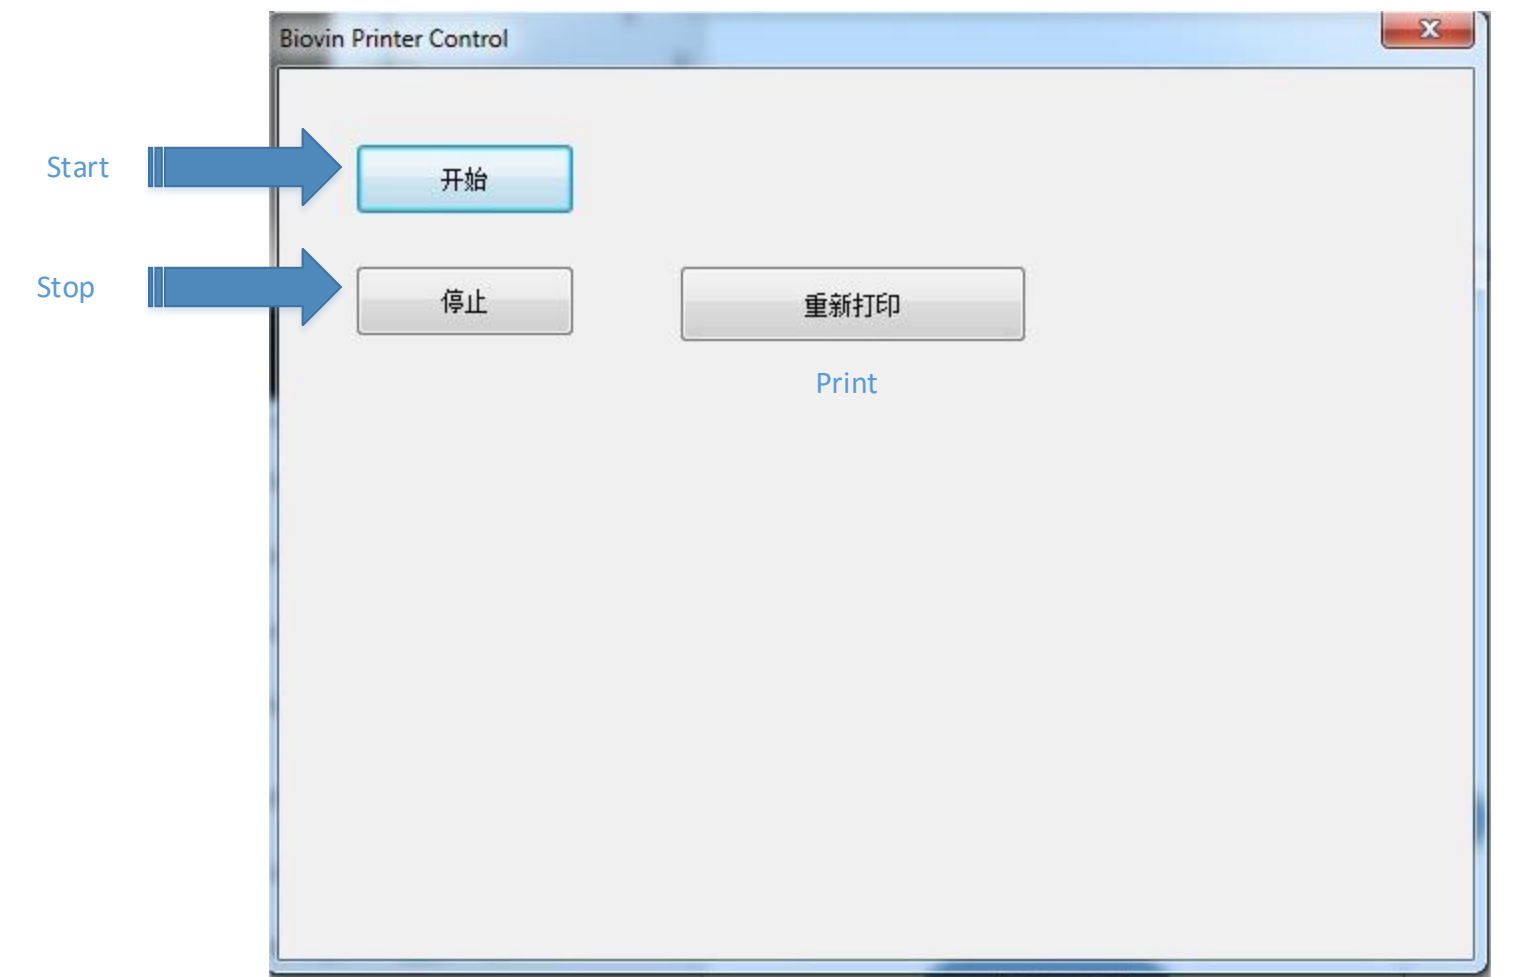 Biovin Printer Control
Start
开始
Stop
停止
重新打印
Print